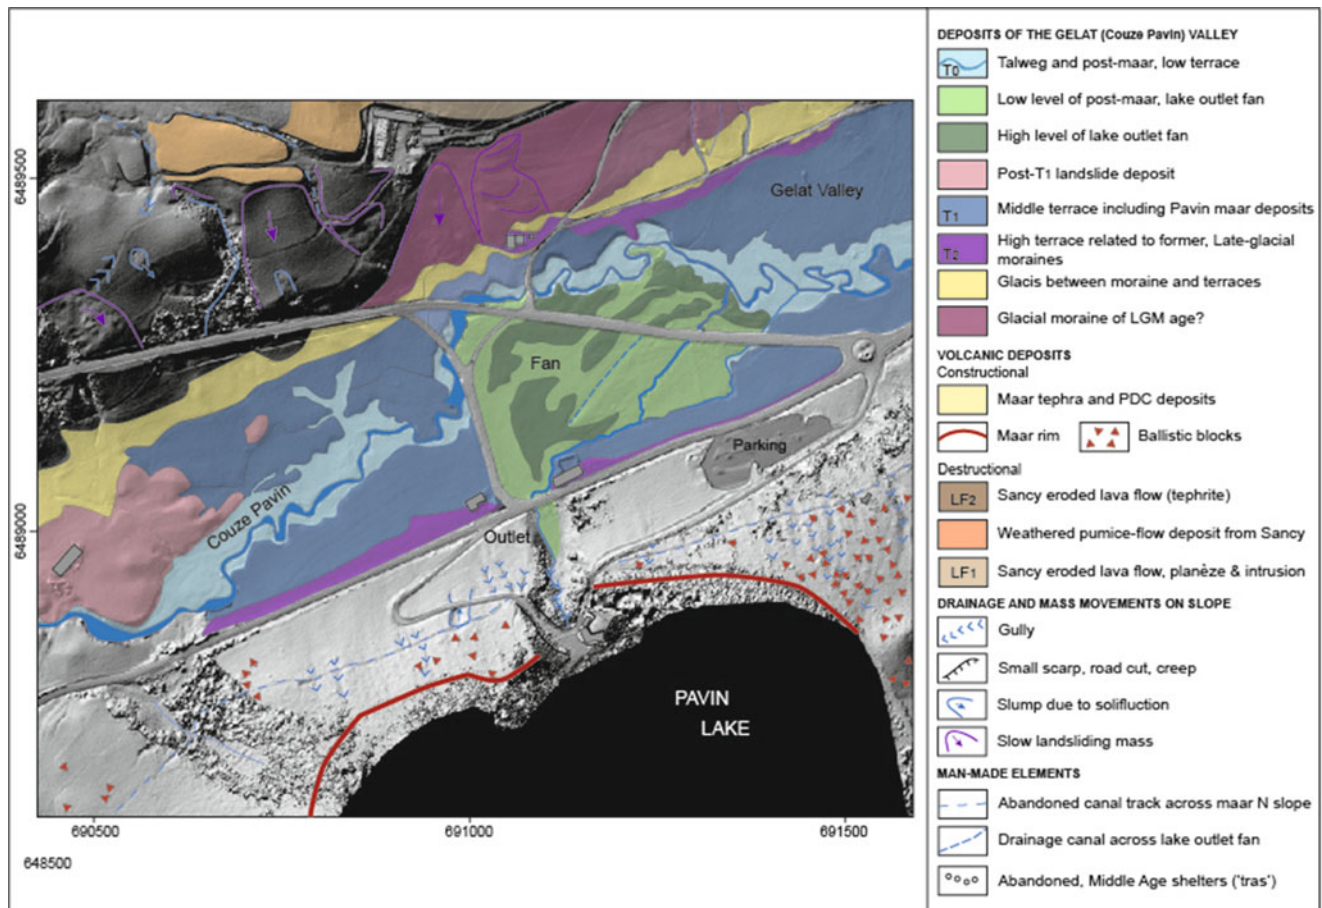 6489500
6489000
690500
691000
691500
648500
Gelat Valley
Fan
Parking
Couze Pavin
Outlet
PAVIN
LAKE
DEPOSITS OF THE GELAT (Couze Pavin) VALLEY
T0 Talweg and post-maar, low terrace
Low level of post-maar, lake outlet fan
High level of lake outlet fan
Post-T1 landslide deposit
T1 Middle terrace including Pavin maar deposits
T2 High terrace related to former, Late-glacial
moraines
Glacis between moraine and terraces
Glacial moraine of LGM age?
VOLCANIC DEPOSITS
Constructional
Maar tephra and PDC deposits
Maar rim Ballistic blocks
Destructional
LF2 Sancy eroded lava flow (tephrite)
Weathered pumice-flow deposit from Sancy
LF1 Sancy eroded lava flow, planèze & intrusion
DRAINAGE AND MASS MOVEMENTS ON SLOPE
Gully
Small scarp, road cut, creep
Slump due to solifluction
Slow landsliding mass
MAN-MADE ELEMENTS
Abandoned canal track across maar N slope
Drainage canal across lake outlet fan
Abandoned, Middle Age shelters ('tras')